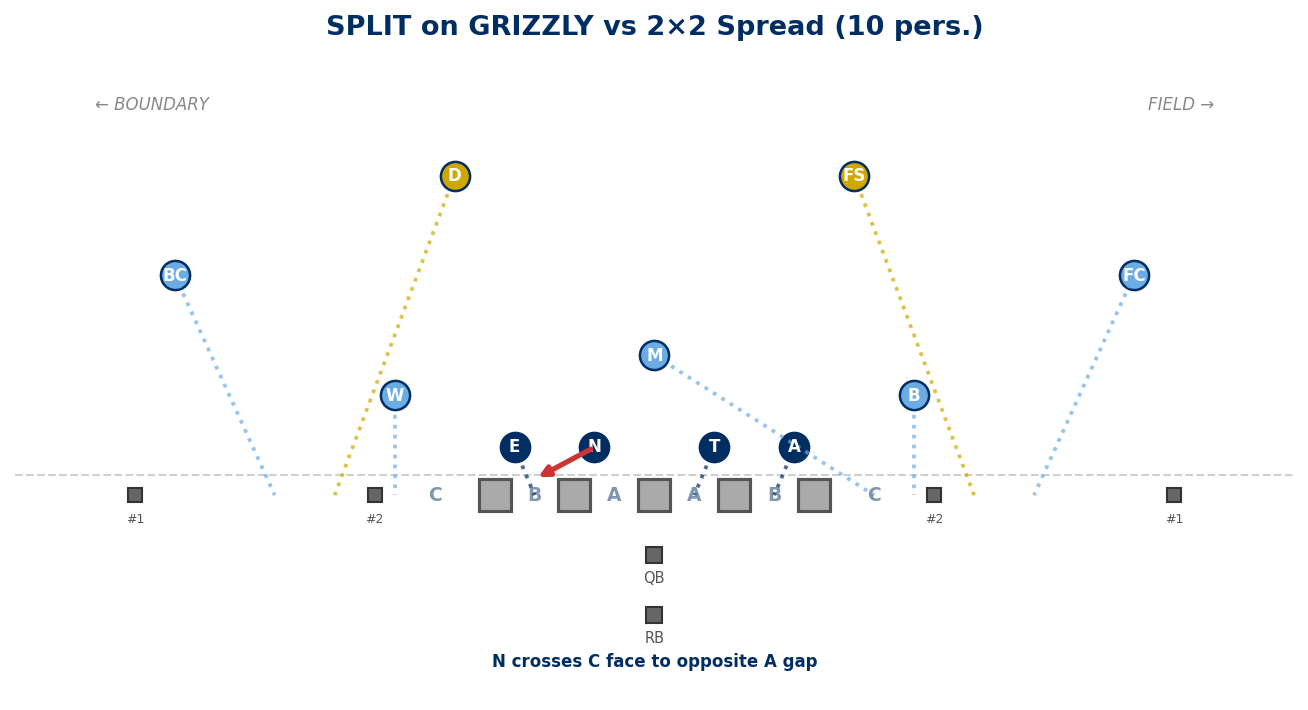 SPLIT on GRIZZLY vs 2×2 Spread (10 pers.)
← BOUNDARY
FIELD →
D
FS
BC
FC
M
W
B
E
N
T
A
C
B
A
A
B
C
#1
#2
#2
#1
QB
RB
N crosses C face to opposite A gap